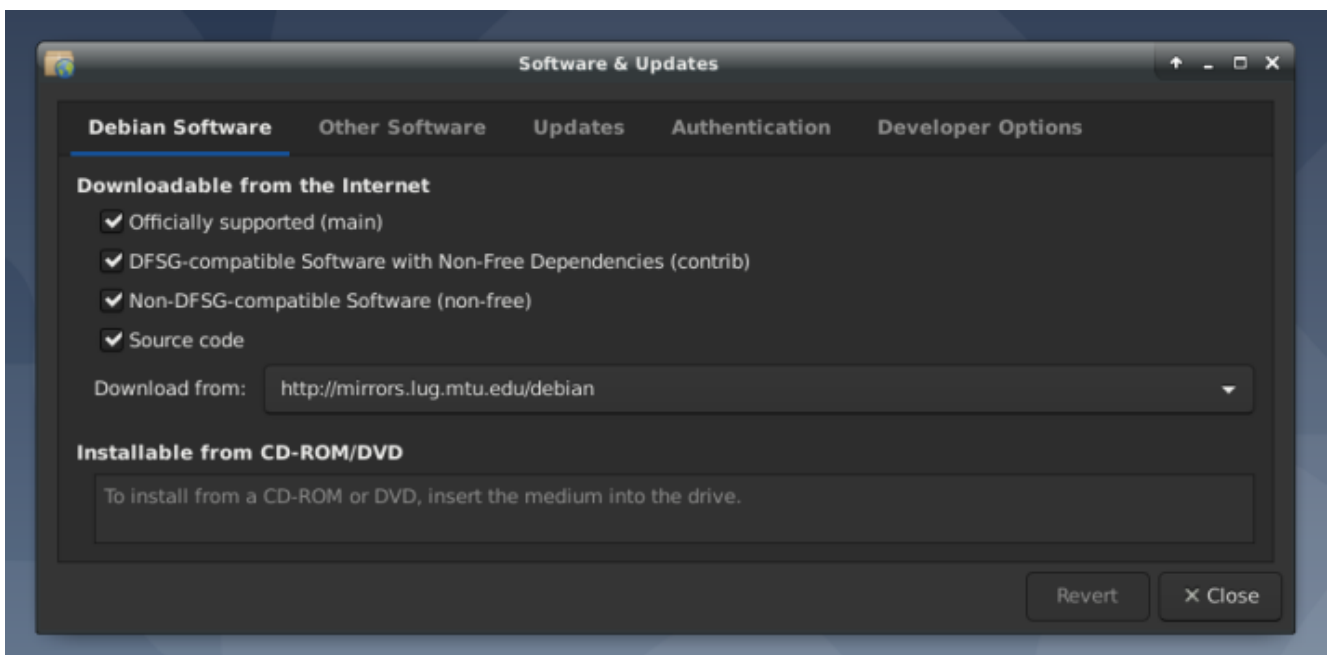 Software & Updates
Debian Software Other Software Updates Authentication Developer Options
Downloadable from the Internet
Officially supported (main)
DFSG-compatible Software with Non-Free Dependencies (contrib)
Non-DFSG-compatible Software (non-free)
Source code
Download from: http://mirrors.lug.mtu.edu/debian
Installable from CD-ROM/DVD
To install from a CD-ROM or DVD, insert the medium into the drive.
Revert Close